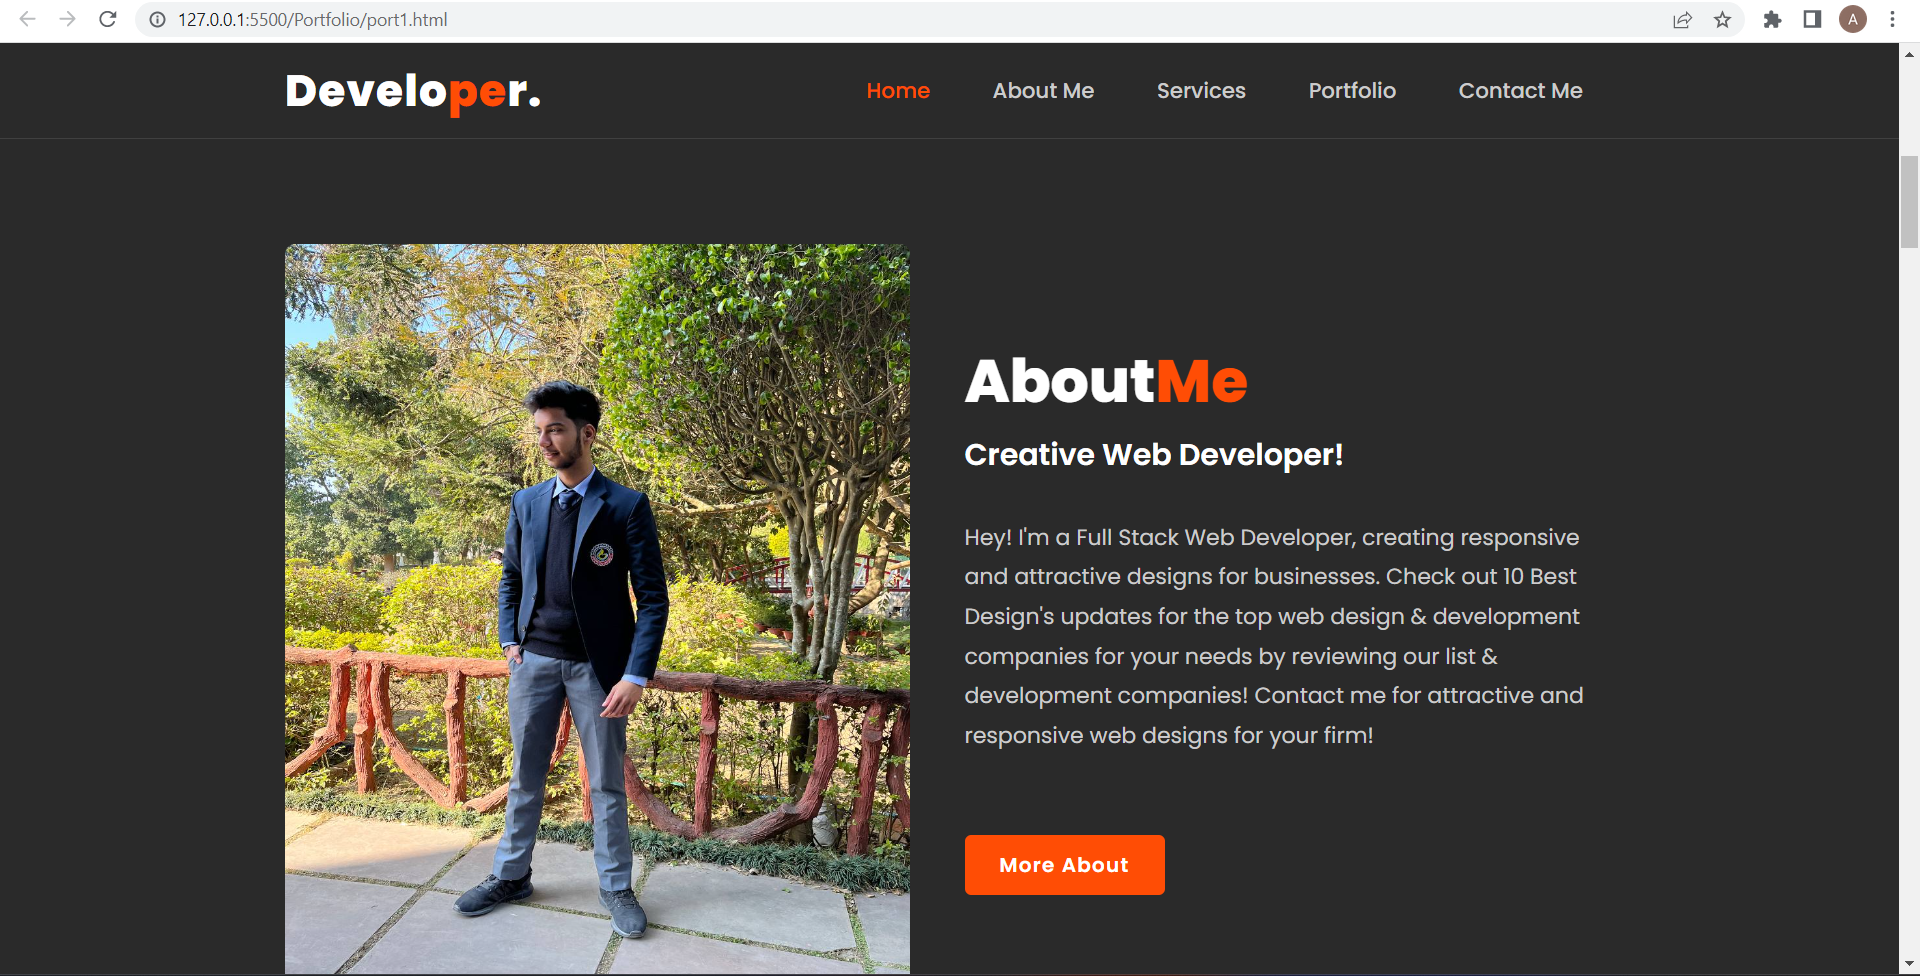 127.0.0.1:5500/Portfolio/port1.html
A
Developer.
Home
About Me
Services
Portfolio
Contact Me
AboutMe
Creative Web Developer!
Hey! I'm a Full Stack Web Developer, creating responsive
and attractive designs for businesses. Check out 10 Best
Design's updates for the top web design & development
companies for your needs by reviewing our list &
development companies! Contact me for attractive and
responsive web designs for your firm!
More About